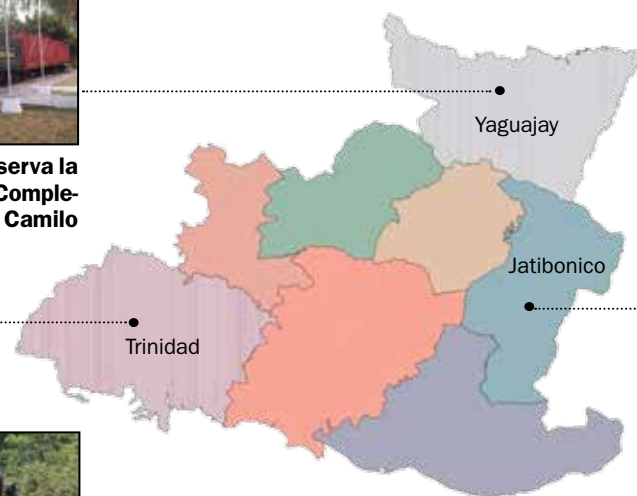 Yaguajay
serva la
Comple-
Camilo
Jatibonico
Trinidad